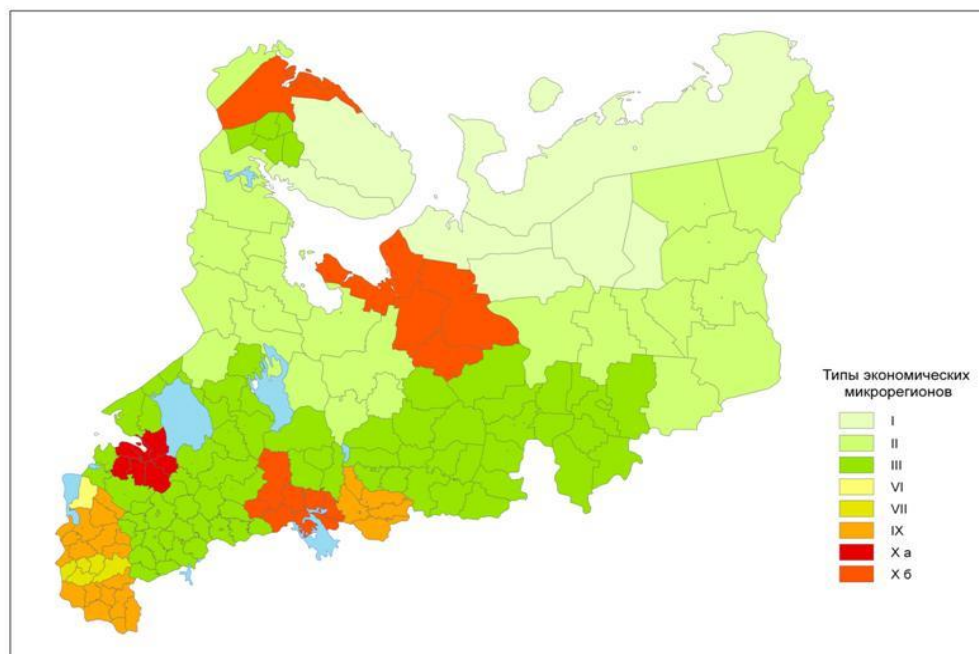 Типы экономических
микрорегионов
I
II
III
VI
VII
IX
X а
X б